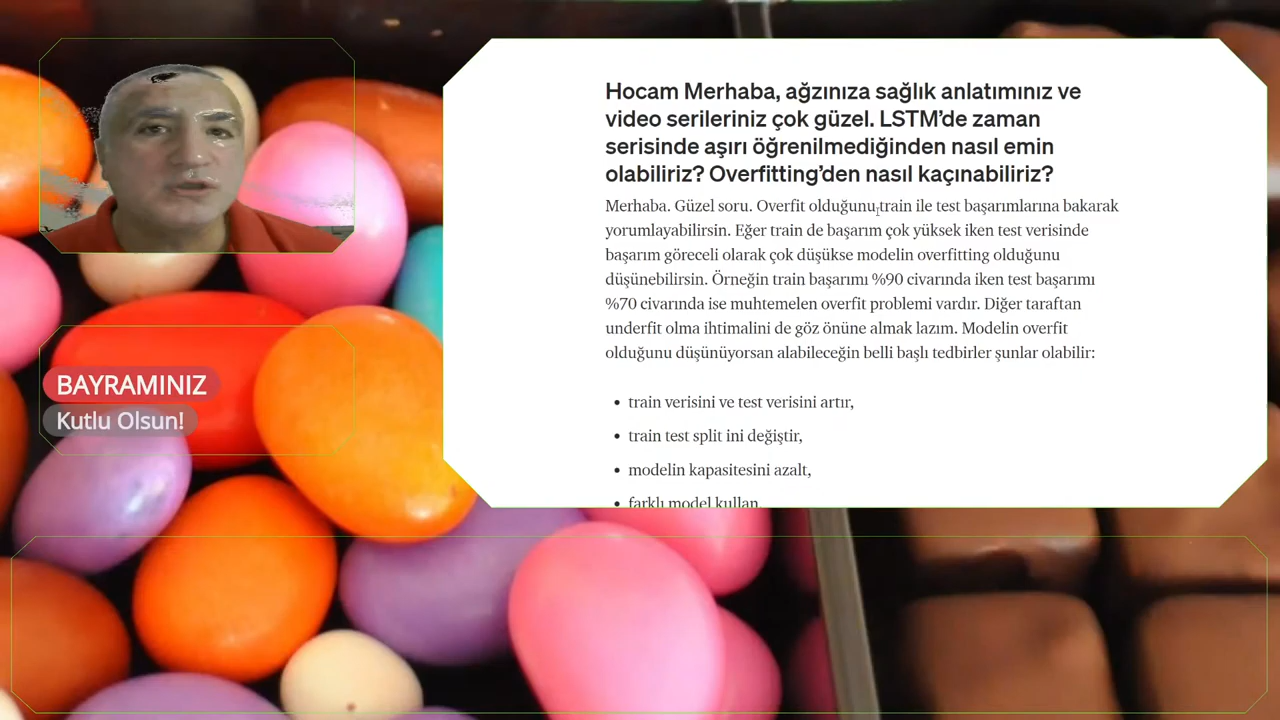 Hocam Merhaba, ağzınıza sağlık anlatımınız ve
video serileriniz çok güzel. LSTM’de zaman
serisinde aşırı öğrenilmediğinden nasıl emin
olabiliriz? Overfitting’den nasıl kaçınabiliriz?
Merhaba. Güzel soru. Overfit olduğunu train ile test başarımlarına bakarak
yorumlayabilirsin. Eğer train de başarım çok yüksek iken test verisinde
başarım göreceli olarak çok düşükse modelin overfitting olduğunu
düşünebilirsin. Örneğin train başarımı %90 civarında iken test başarımı
%70 civarında ise muhtemelen overfit problemi vardır. Diğer taraftan
underfit olma ihtimalini de göz önüne almak lazım. Modelin overfit
olduğunu düşünüyorsan alabileceğin belli başlı tedbirler şunlar olabilir:
• train verisini ve test verisini artır,
• train test split ini değiştir,
• modelin kapasitesini azalt,
• farklı model kullan,
BAYRAMINIZ
Kutlu Olsun!